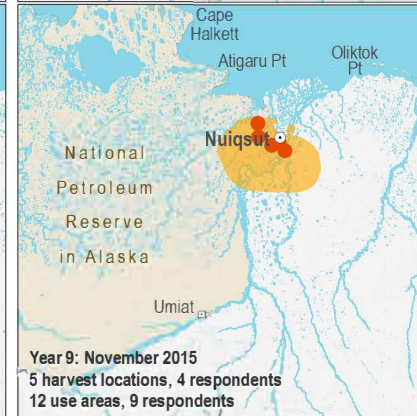 Cape
Halkett
Atigaru Pt
Oliktok
Pt
Nuiqsut
National
Petroleum
Reserve
in Alaska
Umiat
Year 9: November 2015
5 harvest locations, 4 respondents
12 use areas, 9 respondents